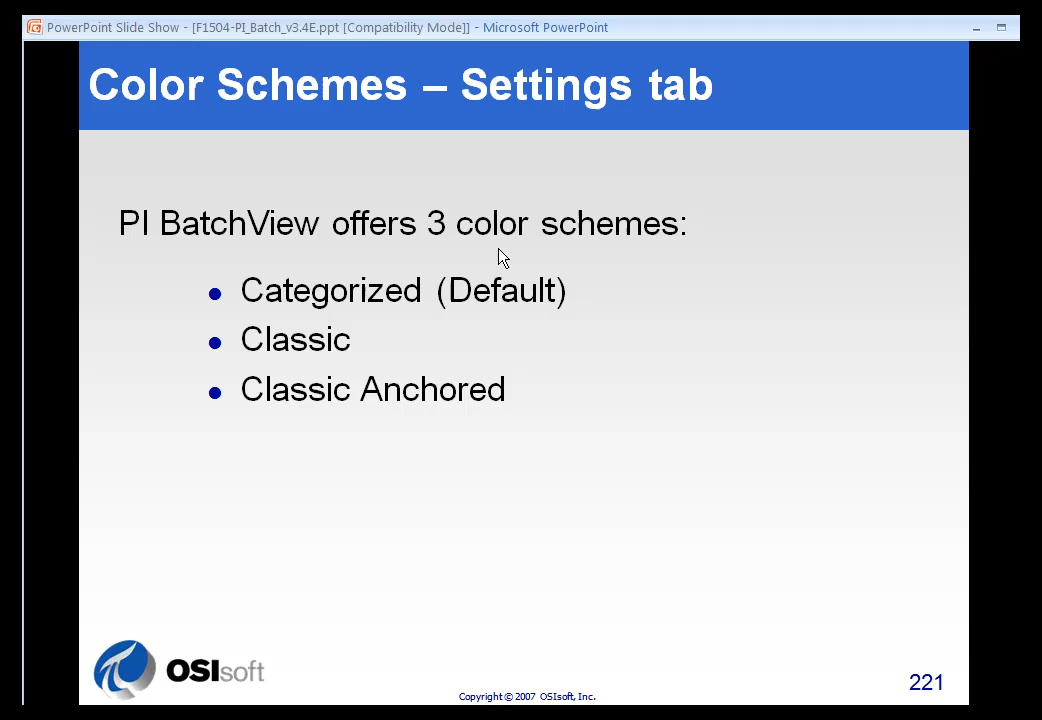 PowerPoint Slide Show - [F1504-PI_Batch_v3.4E.ppt [Compatibility Mode]] - Microsoft PowerPoint
Color Schemes – Settings tab
PI BatchView offers 3 color schemes:
• Categorized (Default)
• Classic
• Classic Anchored
OSIsoft
Copyright © 2007 OSIsoft, Inc.
221